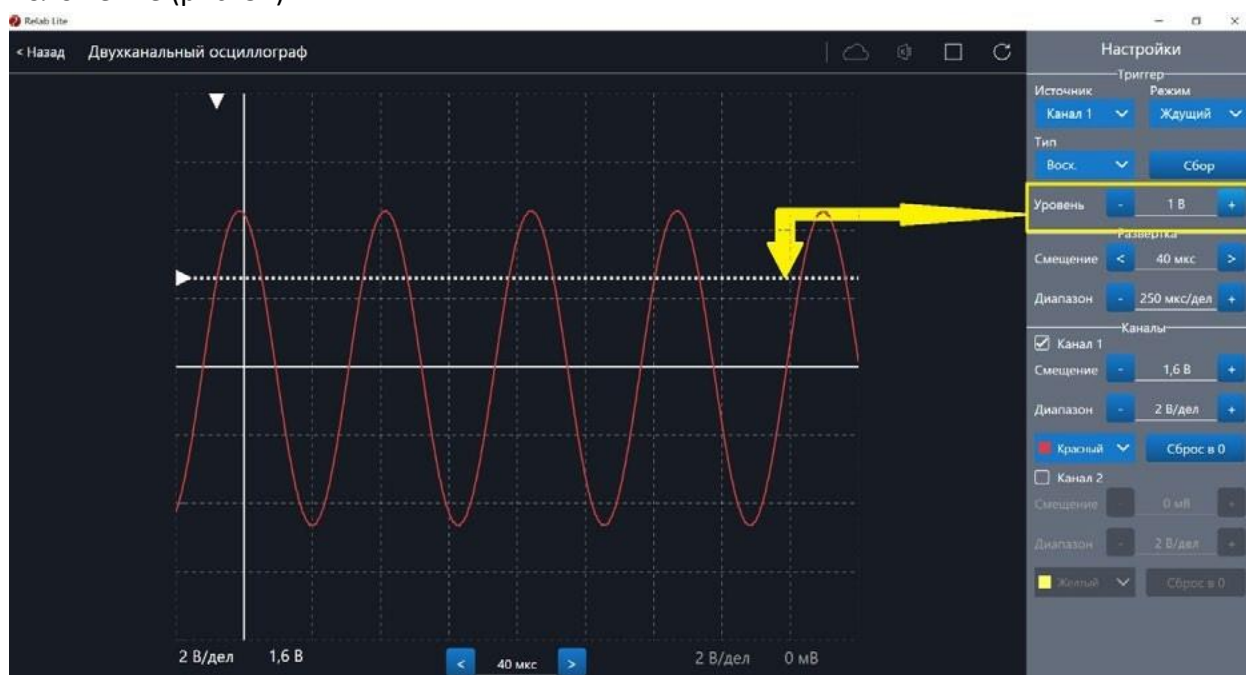 Relab Lite
< Назад Двухканальный осциллограф
Настройки
Триггер
Источник Режим
Канал 1 Ждущий
Тип
Восх. Сбор
Уровень - 1 В +
Развертка
Смещение < 40 мкс >
Диапазон - 250 мкс/дел +
Каналы
Канал 1
Смещение - 1,6 В +
Диапазон - 2 В/дел +
Красный Сброс в 0
Канал 2
Смещение - 0 мВ +
Диапазон - 2 В/дел +
Желтый Сброс в 0
2 В/дел 1,6 В < 40 мкс > 2 В/дел 0 мВ